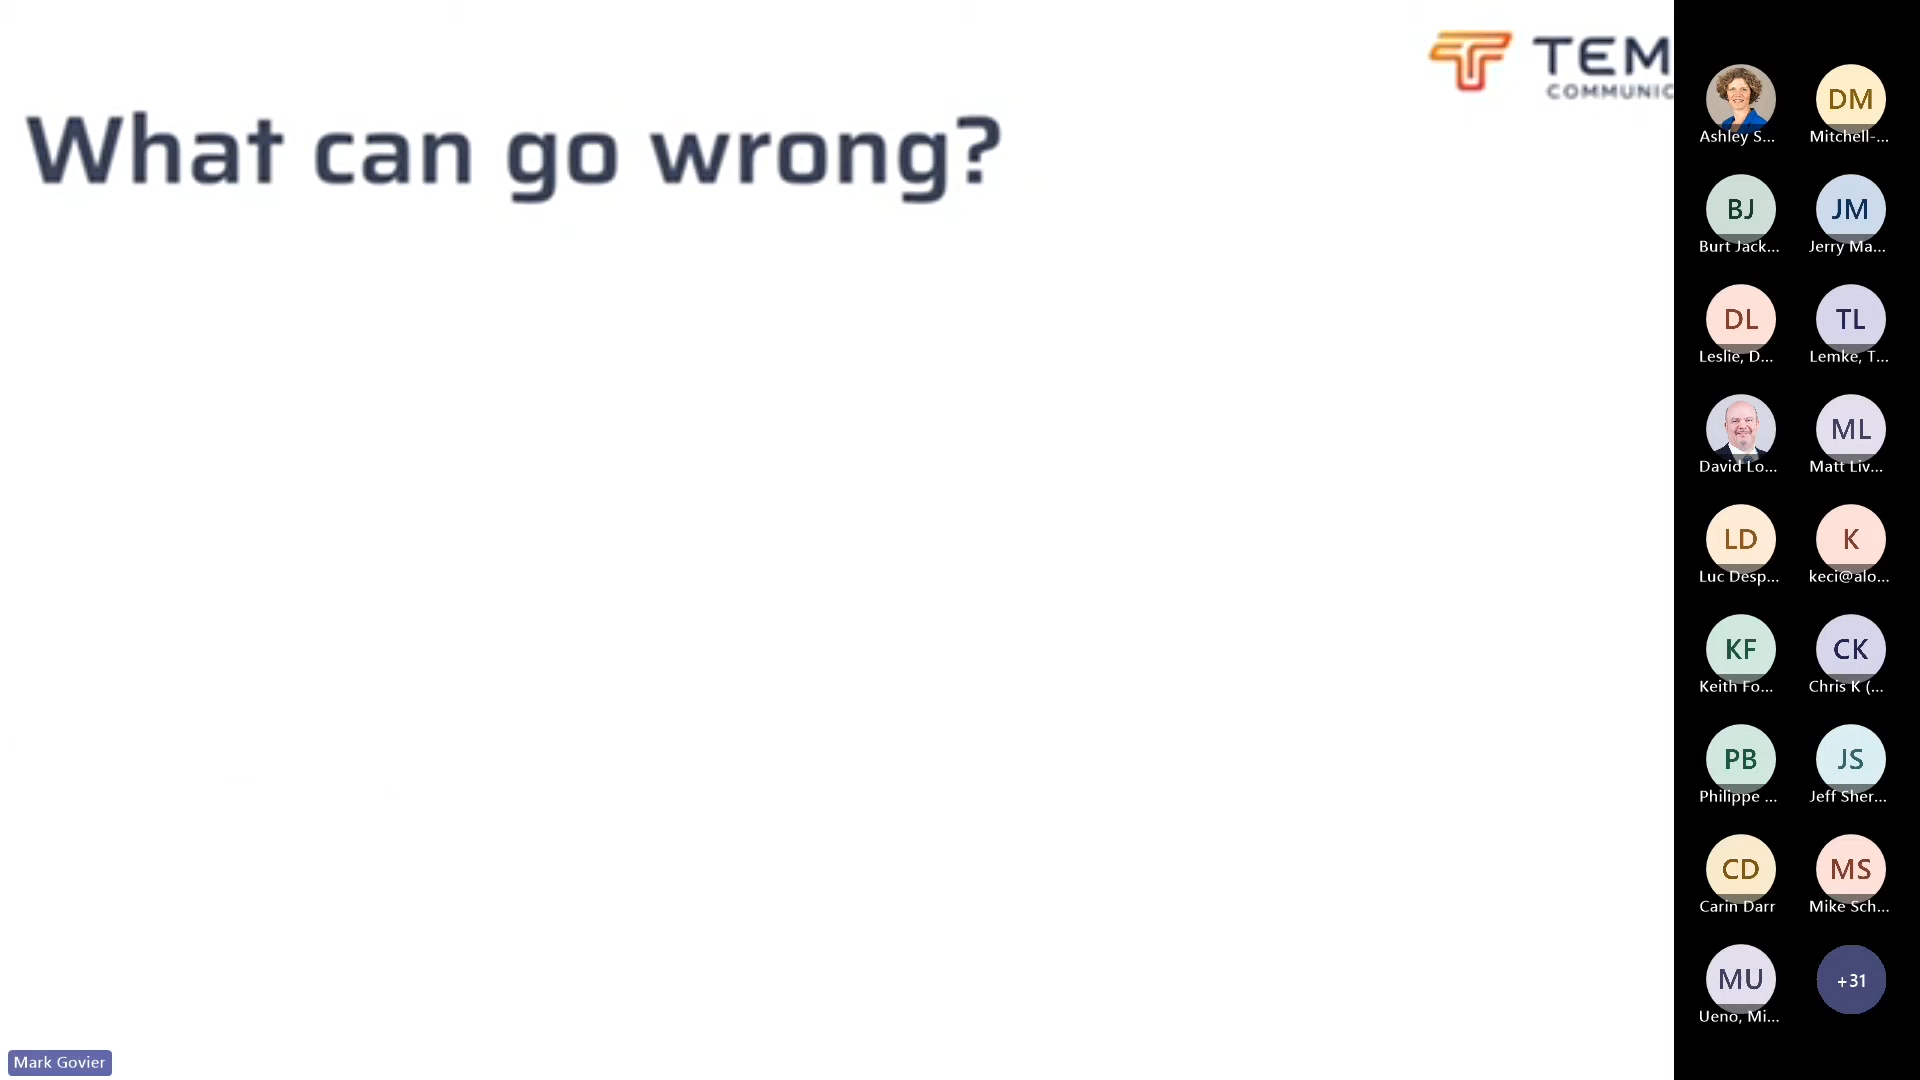 TEM
COMMUNIC
What can go wrong?
Ashley S...
DM
Mitchell-...
BJ
Burt Jack...
JM
Jerry Ma...
DL
Leslie, D...
TL
Lemke, T...
David Lo...
ML
Matt Liv...
LD
Luc Desp...
K
keci@alo...
KF
Keith Fo...
CK
Chris K (...
PB
Philippe ...
JS
Jeff Sher...
CD
Carin Darr
MS
Mike Sch...
MU
Ueno, Mi...
+31
Mark Govier